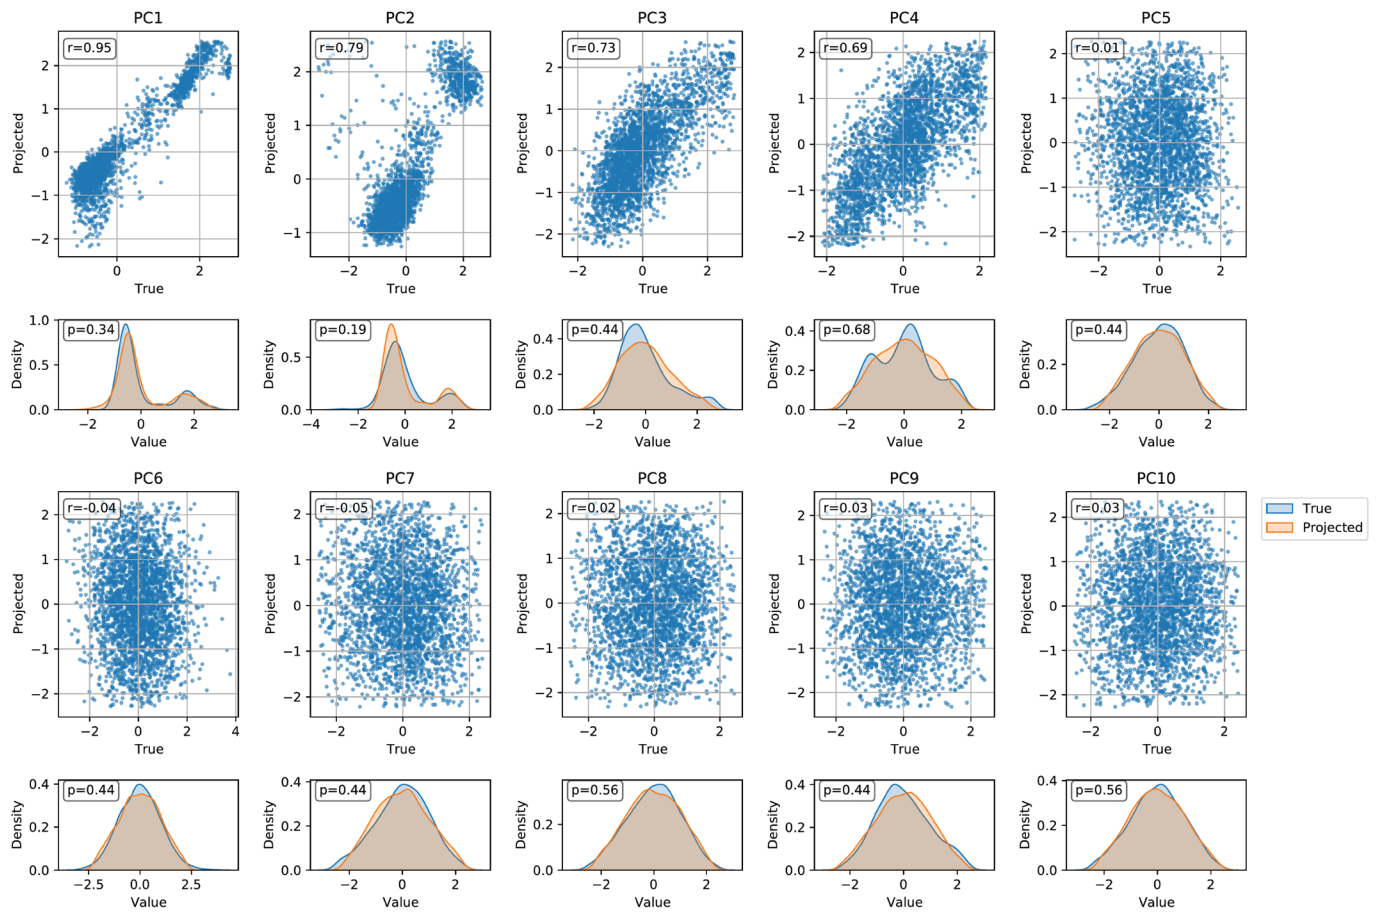 PC1 PC2 PC3 PC4 PC5
r=0.95 r=0.79 r=0.73 r=0.69 r=0.01
Projected Projected Projected Projected Projected
2 1 0 −1 −2
2 1 0 −1
2 1 0 −1 −2
2 1 0 −1 −2
2 1 0 −1 −2
0 2 −2 0 2 −2 0 2 −2 −1 0 1 2 −2 0 2
True True True True True
p=0.34 p=0.19 p=0.44 p=0.68 p=0.44
Density Density Density Density Density
1.0 0.5 0.0
0.5 0.0
0.4 0.2 0.0
0.4 0.2 0.0
0.2 0.0
−2 0 2 −4 −2 0 2 −2 0 2 −2 0 2 −2 0 2
Value Value Value Value Value
PC6 PC7 PC8 PC9 PC10
r=-0.04 r=-0.05 r=0.02 r=0.03 r=0.03
Projected Projected Projected Projected Projected
2 1 0 −1 −2
2 1 0 −1 −2
2 1 0 −1 −2
2 1 0 −1 −2
2 1 0 −1 −2
−2 0 2 4 −2 0 2 −2 0 2 −2 0 2 −2 0 2
True True True True True
p=0.44 p=0.44 p=0.56 p=0.44 p=0.56
Density Density Density Density Density
0.4 0.2 0.0
0.4 0.2 0.0
0.2 0.0
0.4 0.2 0.0
0.4 0.2 0.0
−2.5 0.0 2.5 −2 0 2 −2 0 2 −2 0 2 −2 0 2
Value Value Value Value Value
True
Projected